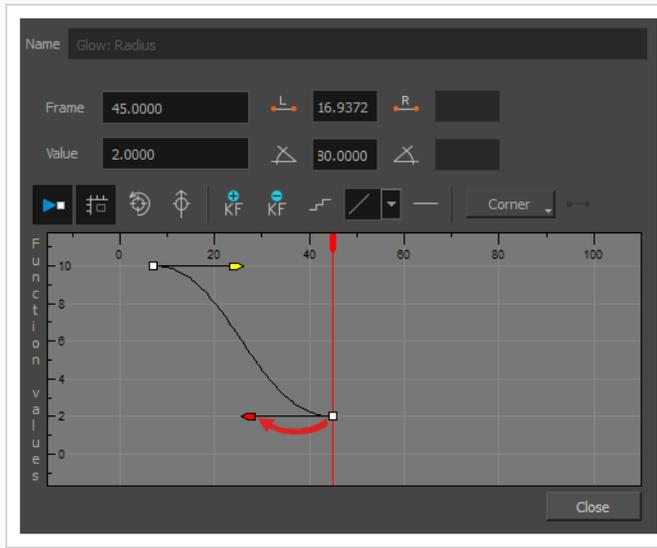 Name Glow: Radius
L R
Frame 45.0000 16.9372
Value 2.0000 30.0000
KF KF Corner
Function values
0 20 40 60 80 100
10
8
6
4
2
0
Close